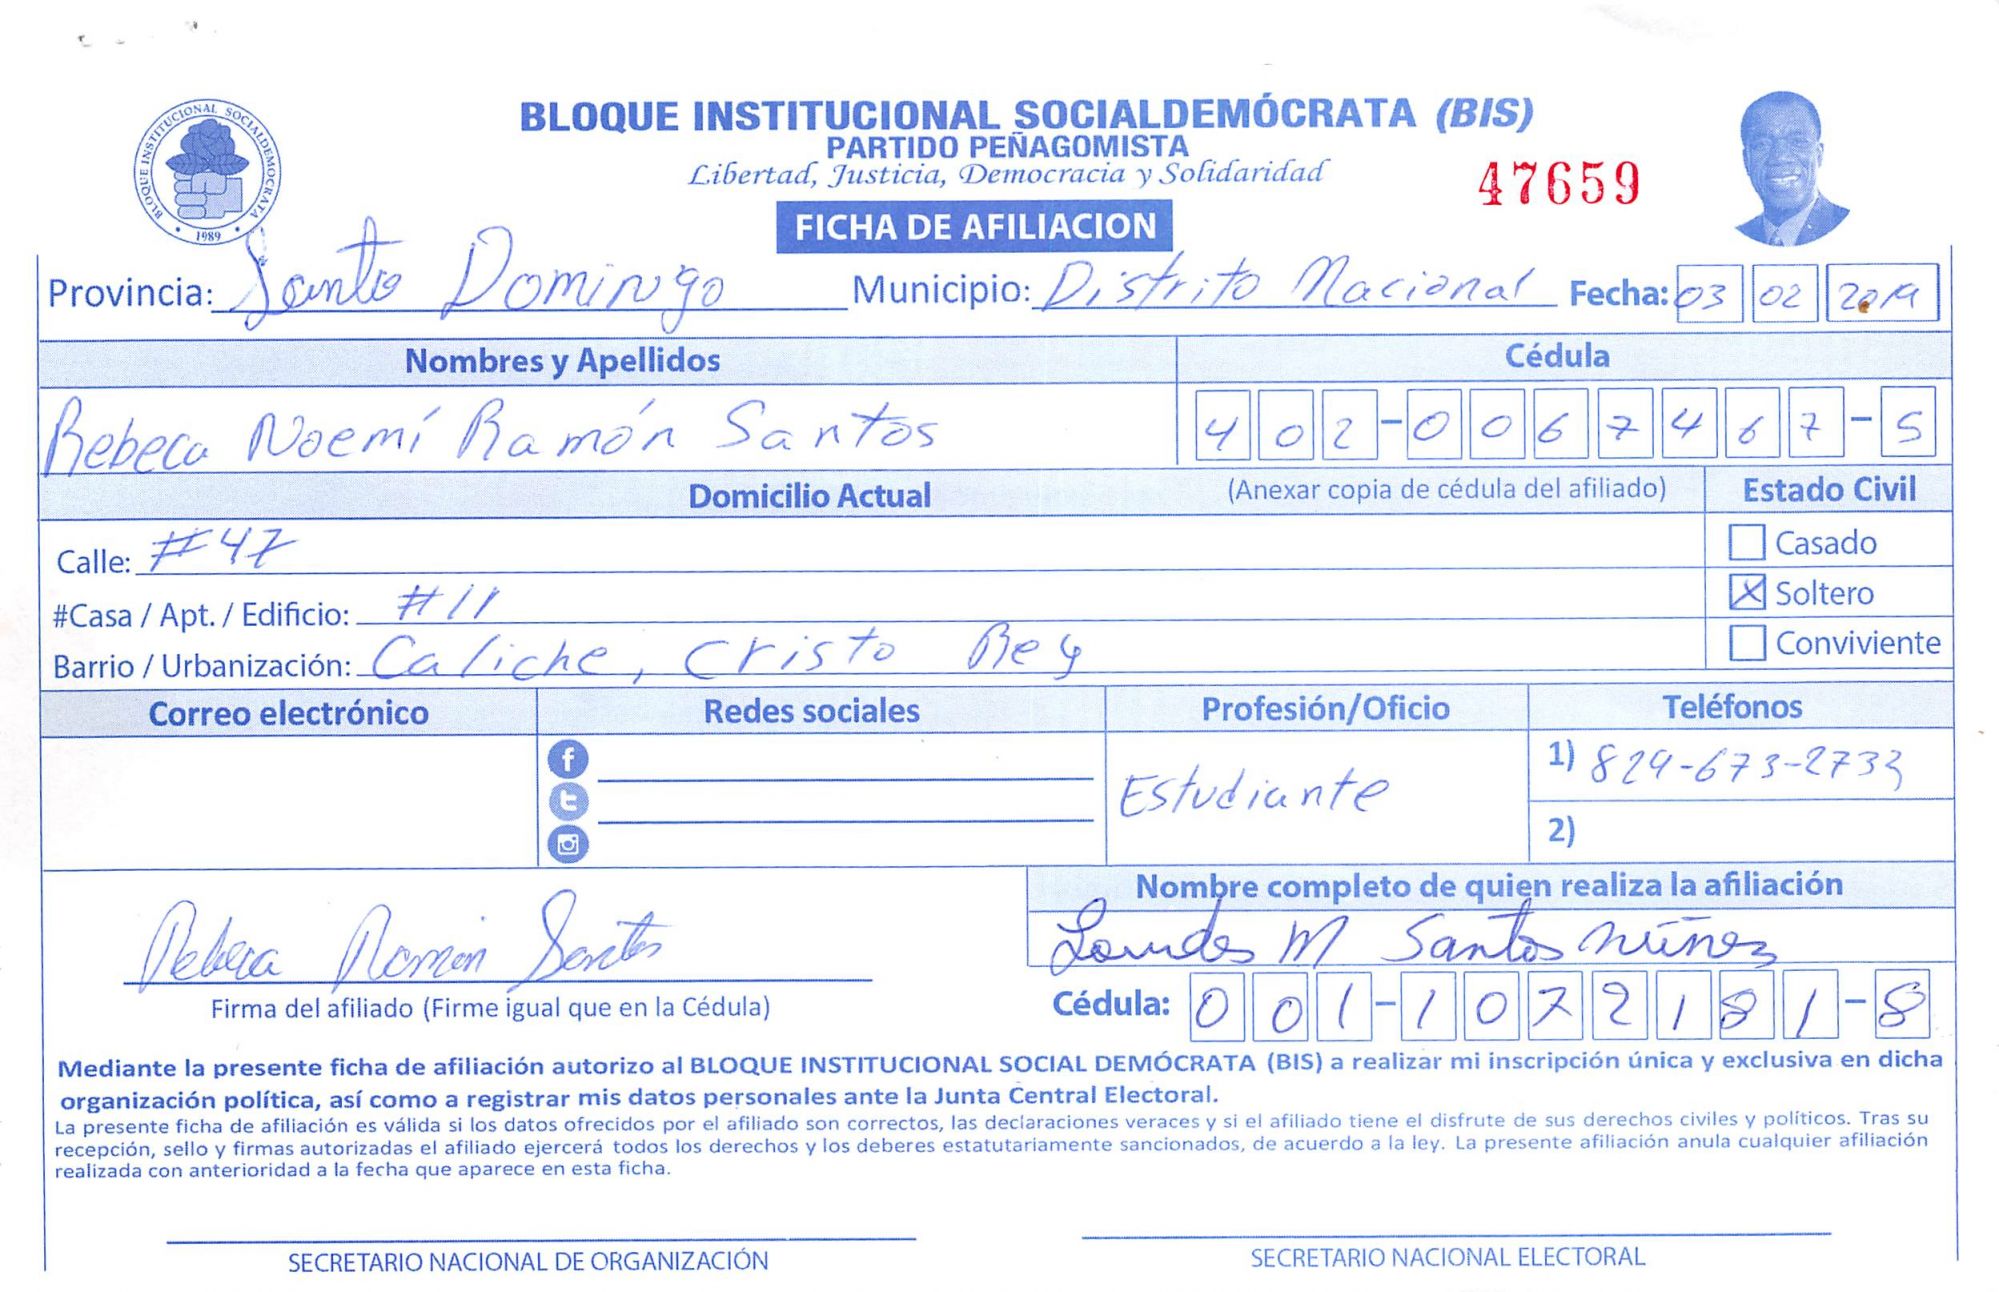 BLOQUE INSTITUCIONAL SOCIALDEMÓCRATA (BIS)
PARTIDO PEÑAGOMISTA
Libertad, Justicia, Democracia y Solidaridad
47659
BLOQUE INSTITUCIONAL SOCIALDEMOCRATA
1989
FICHA DE AFILIACION
Provincia: Santo Domingo Municipio: Distrito Nacional Fecha: 03 02 2019
Nombres y Apellidos Cédula
Rebeca Noemí Ramón Santos 402-0067467-5
Domicilio Actual (Anexar copia de cédula del afiliado) Estado Civil
Calle: #47 Casado
#Casa / Apt. / Edificio: #11 X Soltero
Barrio / Urbanización: Caliche, Cristo Rey Conviviente
Correo electrónico Redes sociales Profesión/Oficio Teléfonos
Estudiante 1) 829-673-2733
2)
Nombre completo de quien realiza la afiliación
Rebeca Ramón Santos Lourdes M Santos Núñez
Firma del afiliado (Firme igual que en la Cédula) Cédula: 001-1072181-8
Mediante la presente ficha de afiliación autorizo al BLOQUE INSTITUCIONAL SOCIAL DEMÓCRATA (BIS) a realizar mi inscripción única y exclusiva en dicha
organización política, así como a registrar mis datos personales ante la Junta Central Electoral.
La presente ficha de afiliación es válida si los datos ofrecidos por el afiliado son correctos, las declaraciones veraces y si el afiliado tiene el disfrute de sus derechos civiles y políticos. Tras su
recepción, sello y firmas autorizadas el afiliado ejercerá todos los derechos y los deberes estatutariamente sancionados, de acuerdo a la ley. La presente afiliación anula cualquier afiliación
realizada con anterioridad a la fecha que aparece en esta ficha.
SECRETARIO NACIONAL DE ORGANIZACIÓN SECRETARIO NACIONAL ELECTORAL